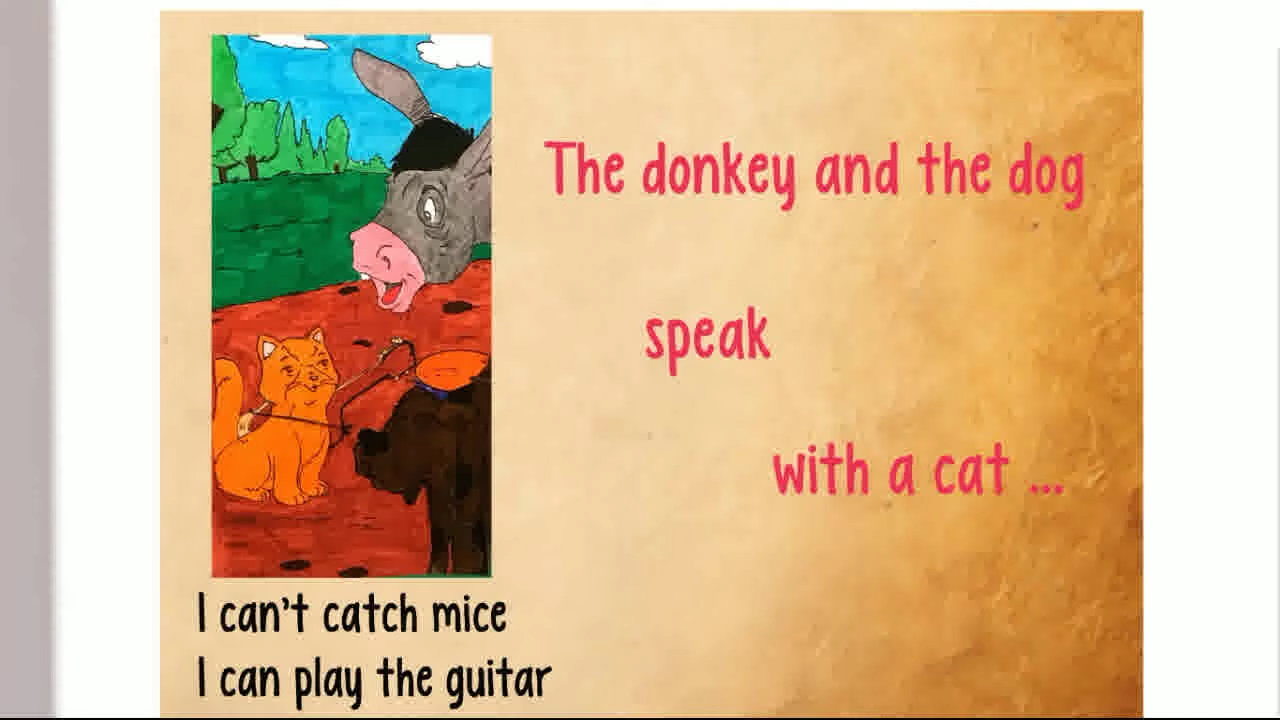 The donkey and the dog
speak
with a cat ...
I can't catch mice
I can play the guitar